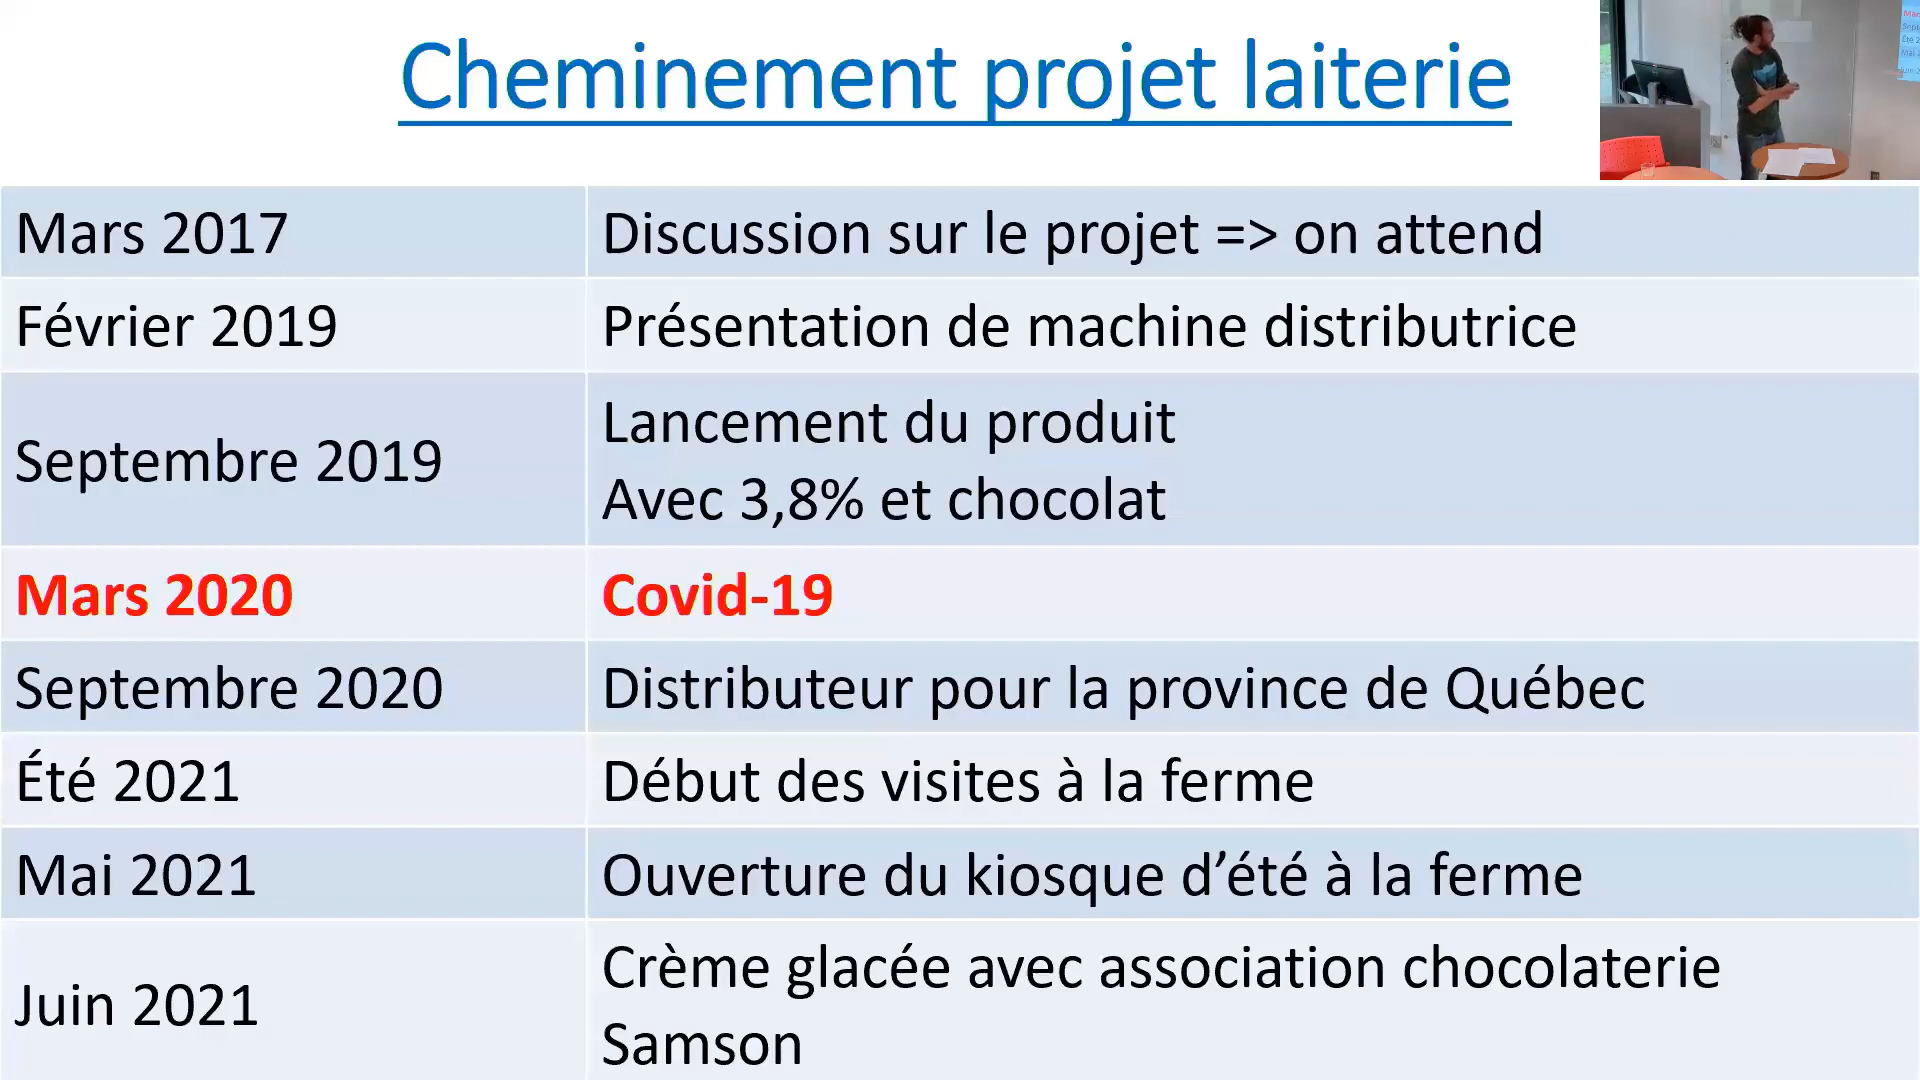 Cheminement projet laiterie
Mars 2017
Discussion sur le projet => on attend
Février 2019
Présentation de machine distributrice
Septembre 2019
Lancement du produit
Avec 3,8% et chocolat
Mars 2020
Covid-19
Septembre 2020
Distributeur pour la province de Québec
Été 2021
Début des visites à la ferme
Mai 2021
Ouverture du kiosque d’été à la ferme
Juin 2021
Crème glacée avec association chocolaterie
Samson